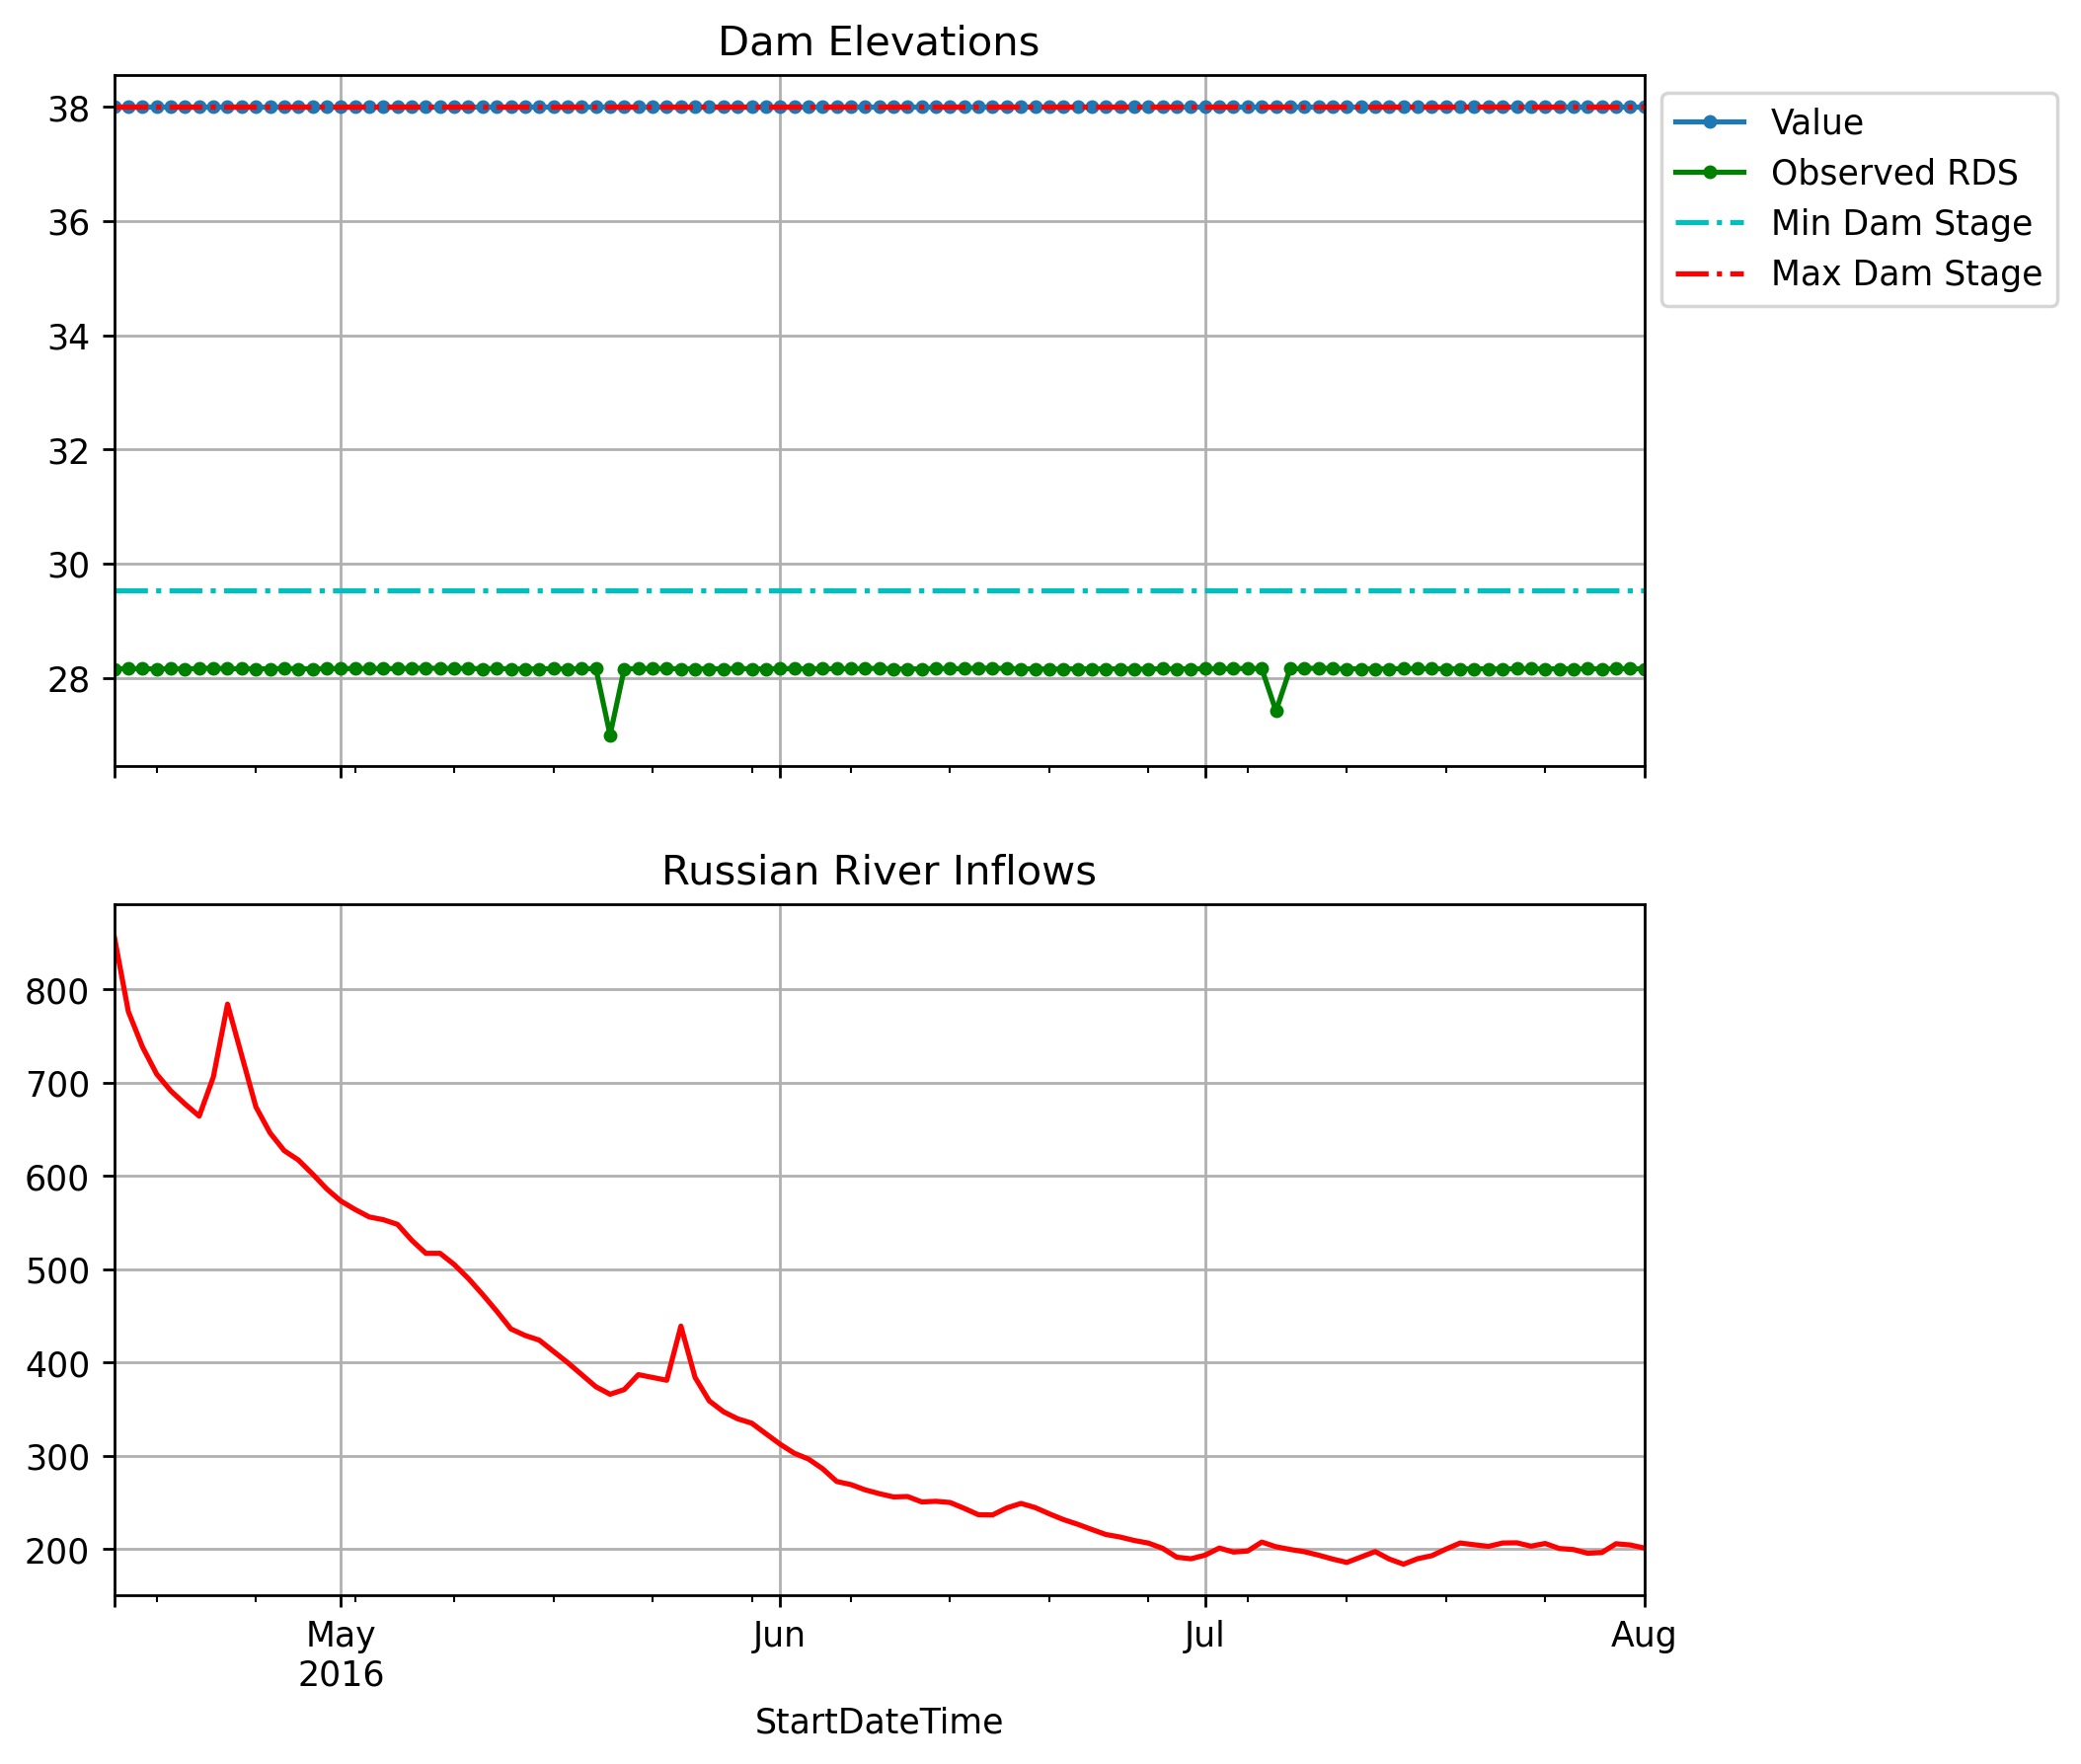 Dam Elevations
38
36
34
32
30
28
Value
Observed RDS
Min Dam Stage
Max Dam Stage
Russian River Inflows
800
700
600
500
400
300
200
May
2016
Jun
Jul
Aug
StartDateTime